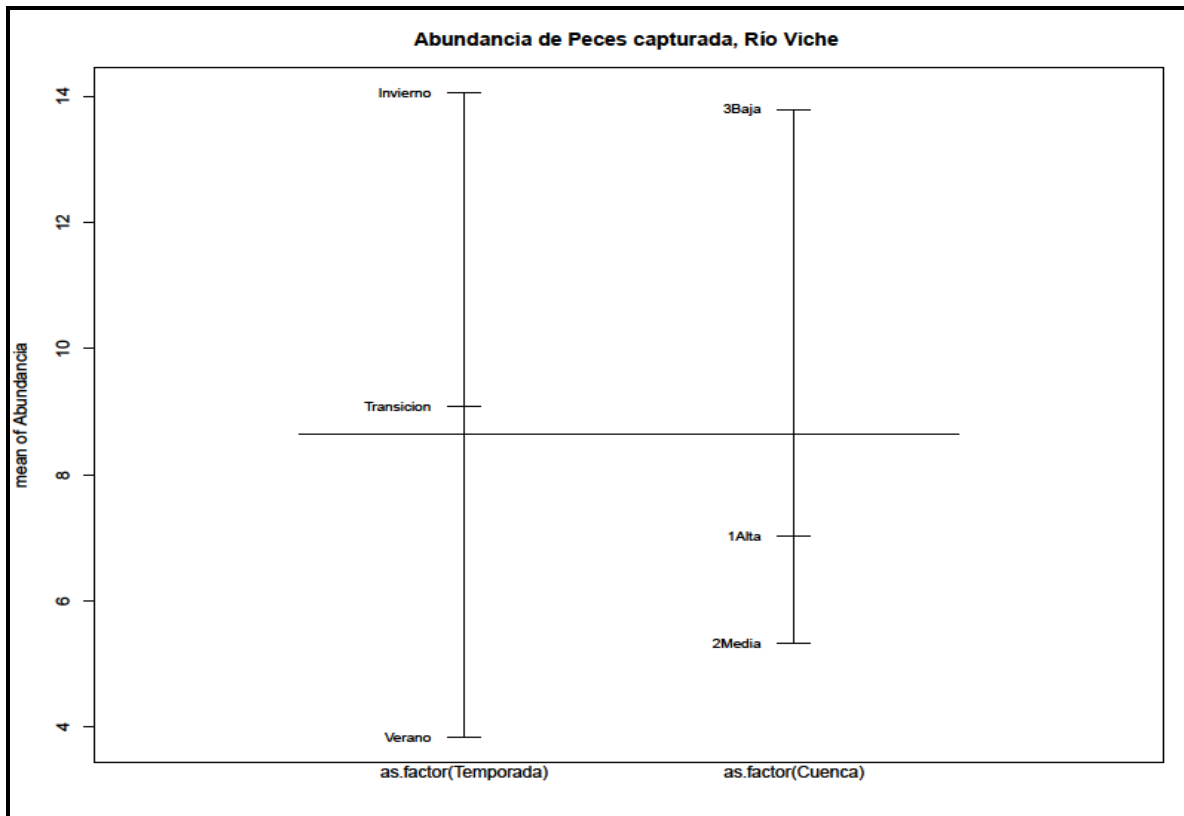 Abundancia de Peces capturada, Río Viche
mean of Abundancia
14
12
10
8
6
4
Invierno
Transicion
Verano
3Baja
1Alta
2Media
as.factor(Temporada)
as.factor(Cuenca)